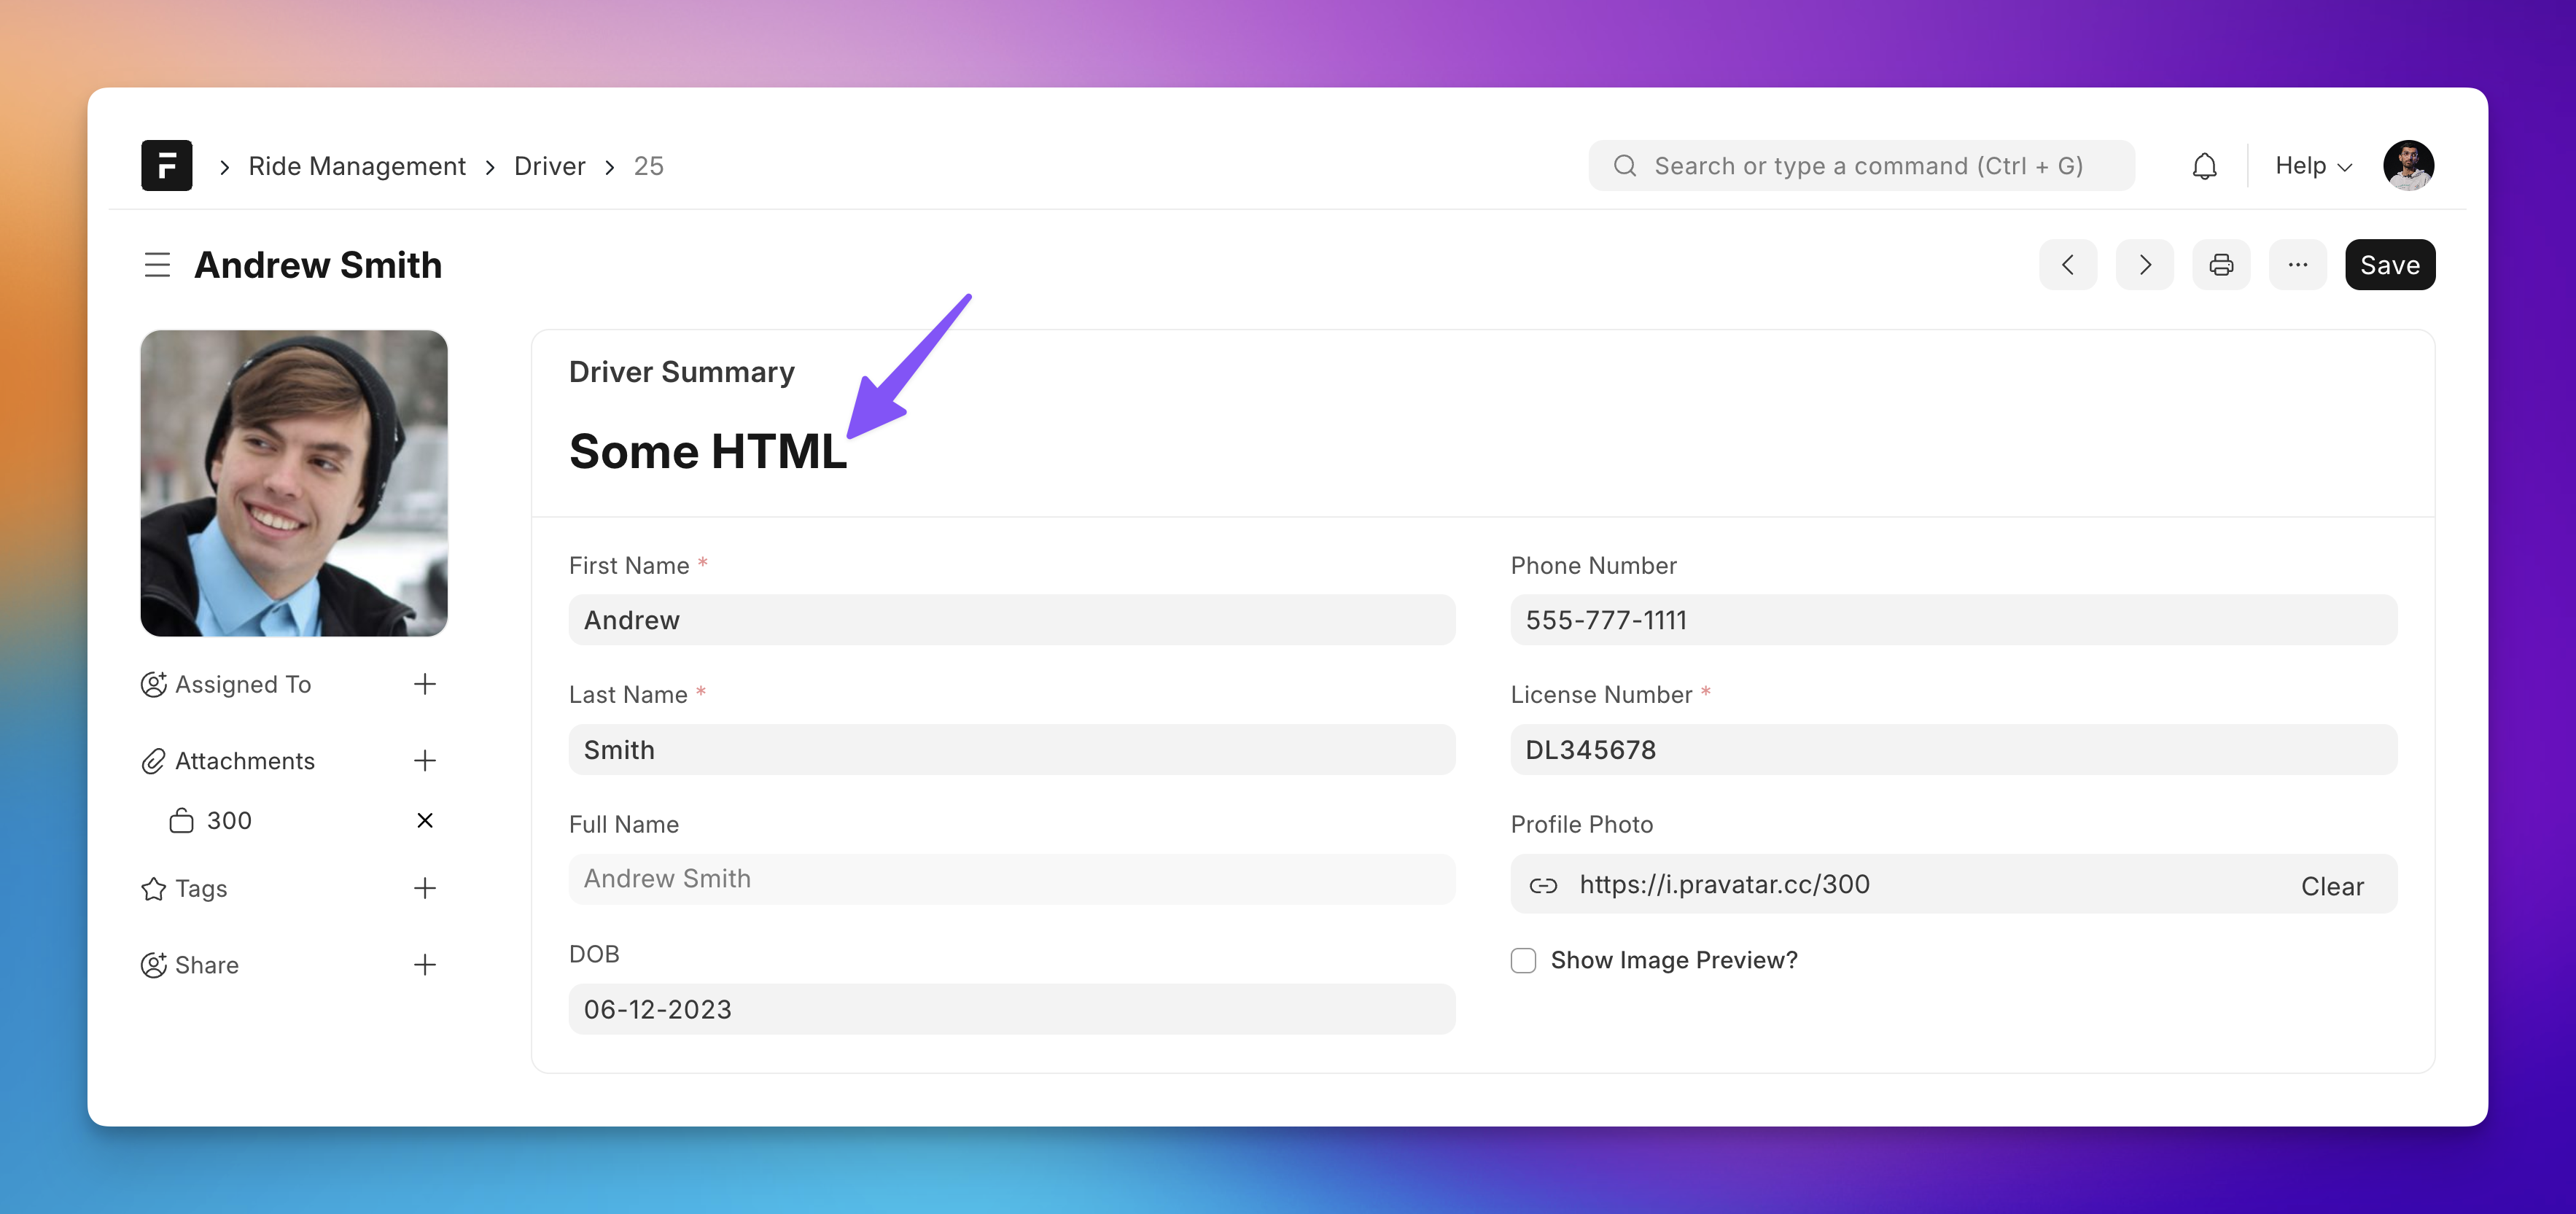 F
Ride Management
Driver
25
Search or type a command (Ctrl + G)
Help
Andrew Smith
Save
Driver Summary
Some HTML
Assigned To
Attachments
300
Tags
Share
First Name *
Andrew
Last Name *
Smith
Full Name
Andrew Smith
DOB
06-12-2023
Phone Number
555-777-1111
License Number *
DL345678
Profile Photo
https://i.pravatar.cc/300
Clear
Show Image Preview?